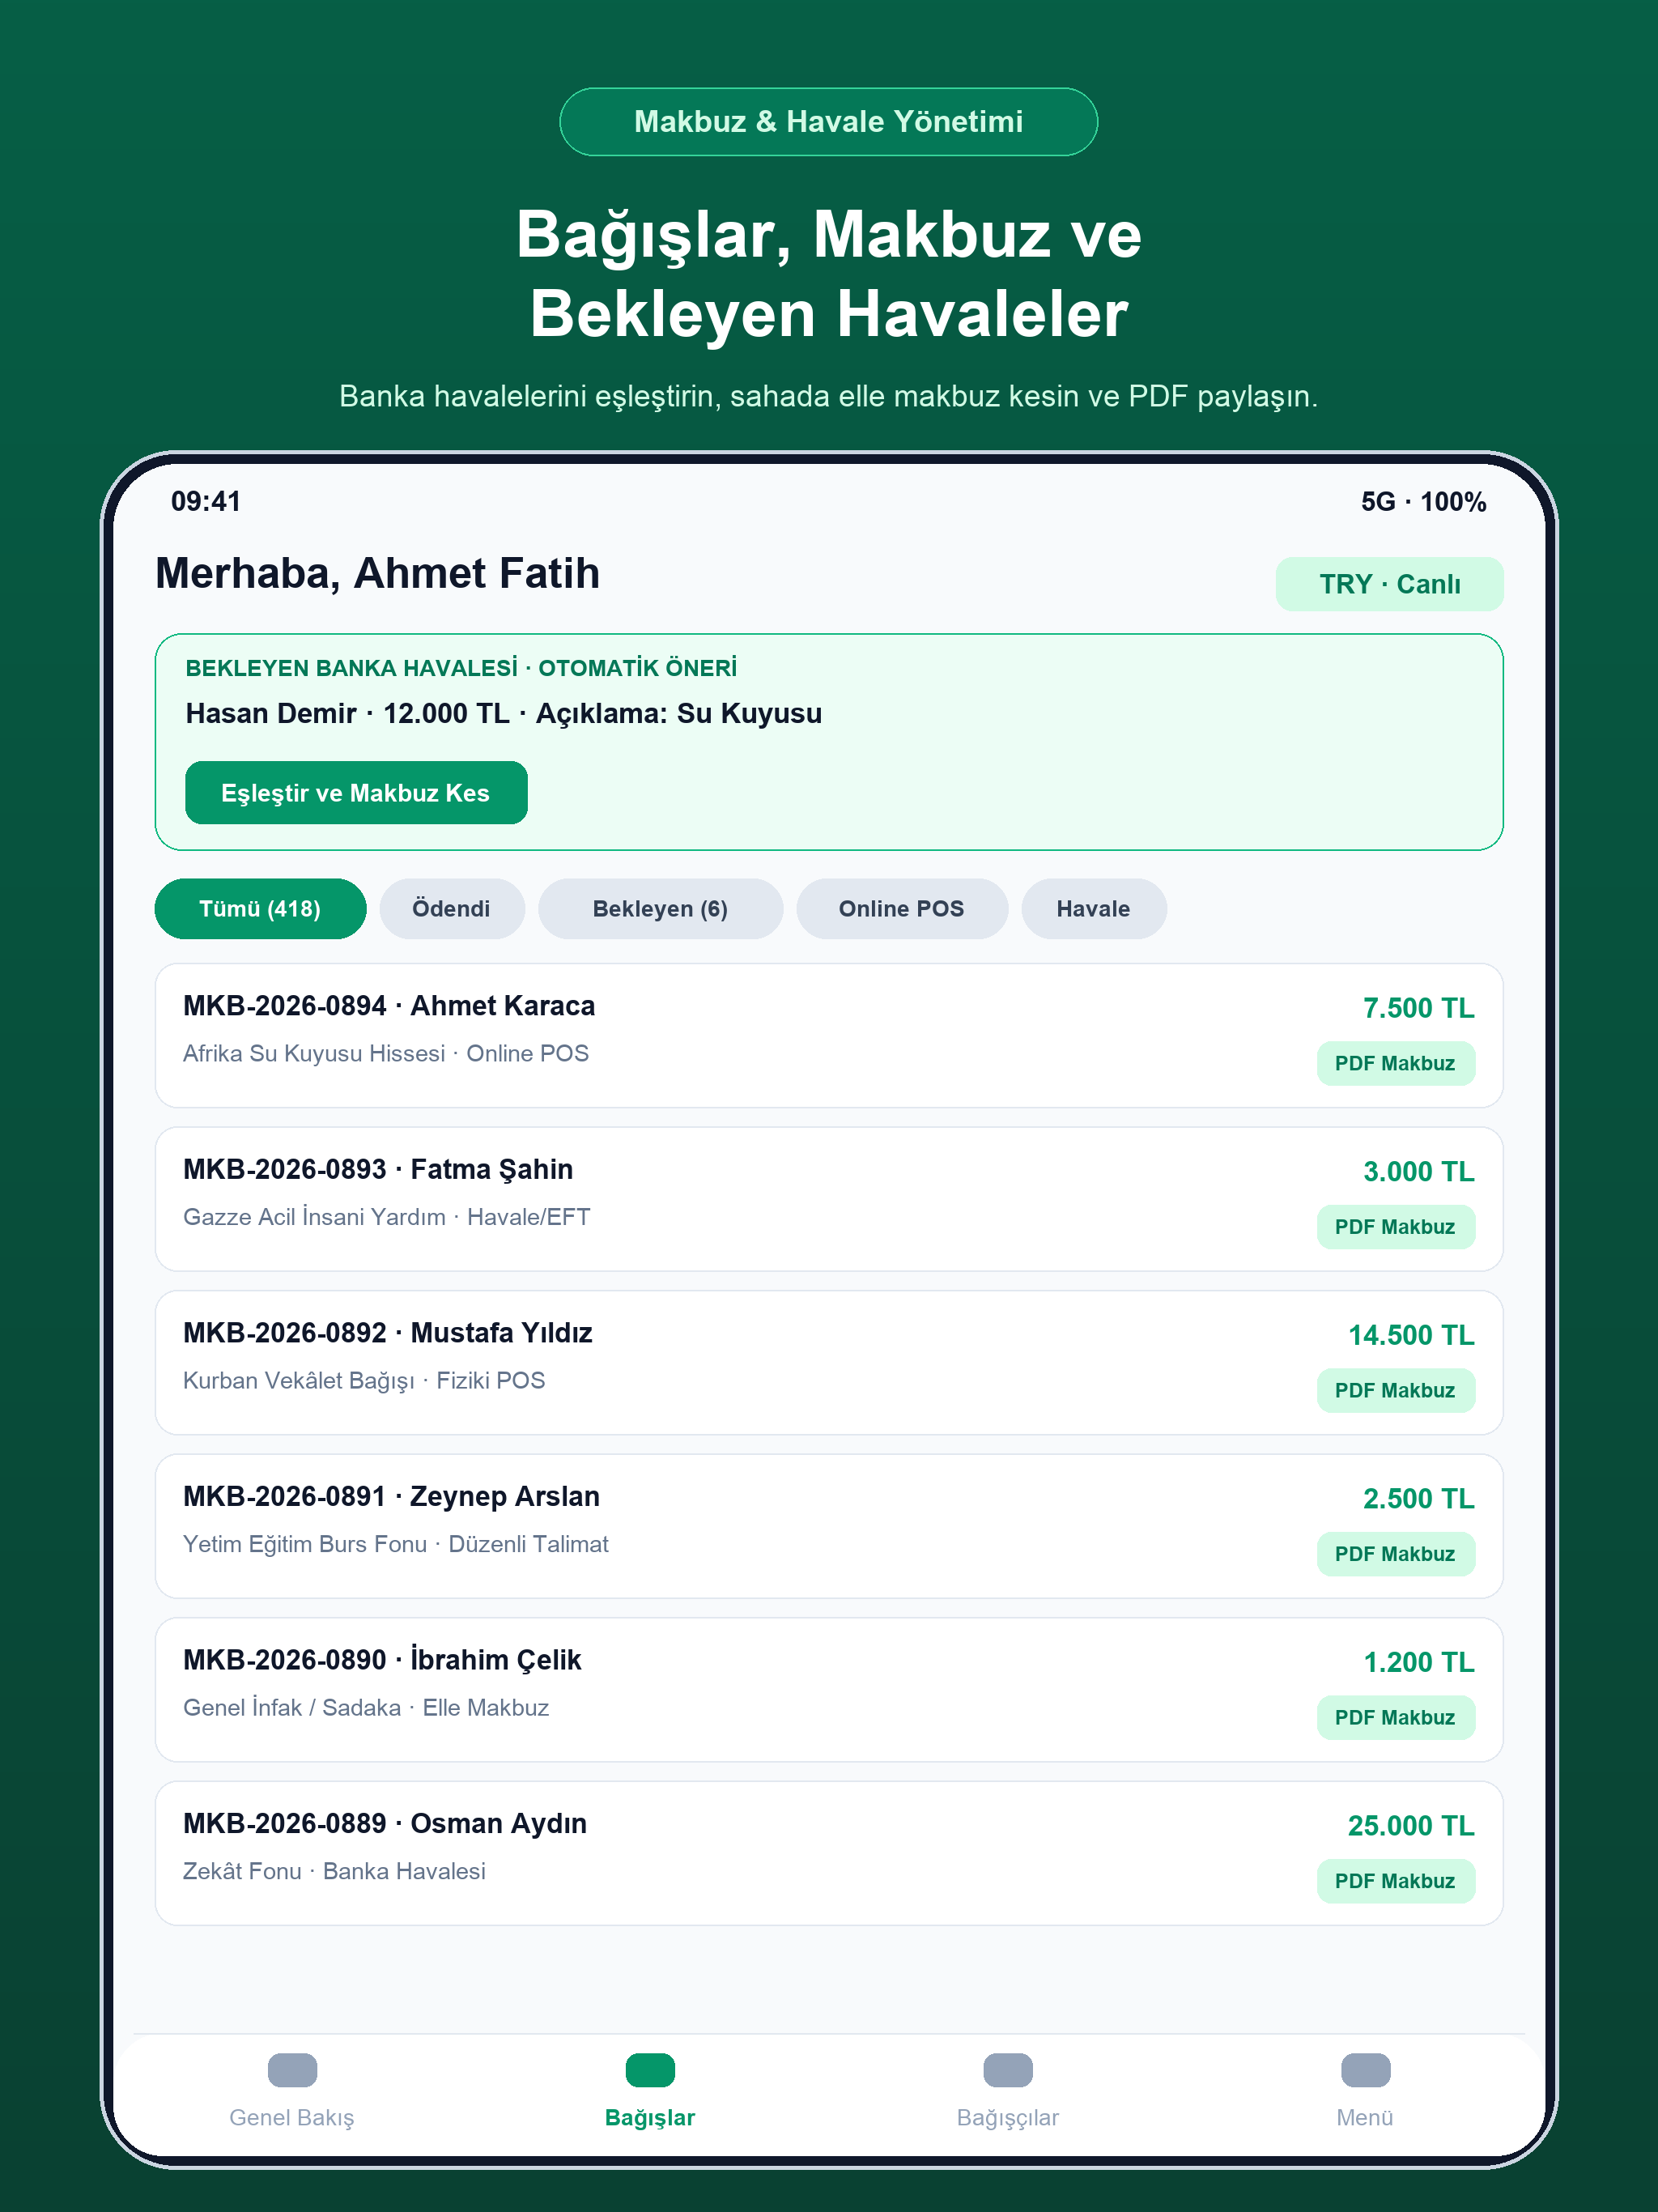 Makbuz & Havale Yönetimi
Bağışlar, Makbuz ve
Bekleyen Havaleler
Banka havalelerini eşleştirin, sahada elle makbuz kesin ve PDF paylaşın.
09:41
5G · 100%
Merhaba, Ahmet Fatih
TRY · Canlı
BEKLEYEN BANKA HAVALESİ · OTOMATİK ÖNERİ
Hasan Demir · 12.000 TL · Açıklama: Su Kuyusu
Eşleştir ve Makbuz Kes
Tümü (418)
Ödendi
Bekleyen (6)
Online POS
Havale
MKB-2026-0894 · Ahmet Karaca
7.500 TL
Afrika Su Kuyusu Hissesi · Online POS
PDF Makbuz
MKB-2026-0893 · Fatma Şahin
3.000 TL
Gazze Acil İnsani Yardım · Havale/EFT
PDF Makbuz
MKB-2026-0892 · Mustafa Yıldız
14.500 TL
Kurban Vekâlet Bağışı · Fiziki POS
PDF Makbuz
MKB-2026-0891 · Zeynep Arslan
2.500 TL
Yetim Eğitim Burs Fonu · Düzenli Talimat
PDF Makbuz
MKB-2026-0890 · İbrahim Çelik
1.200 TL
Genel İnfak / Sadaka · Elle Makbuz
PDF Makbuz
MKB-2026-0889 · Osman Aydın
25.000 TL
Zekât Fonu · Banka Havalesi
PDF Makbuz
Genel Bakış
Bağışlar
Bağışçılar
Menü